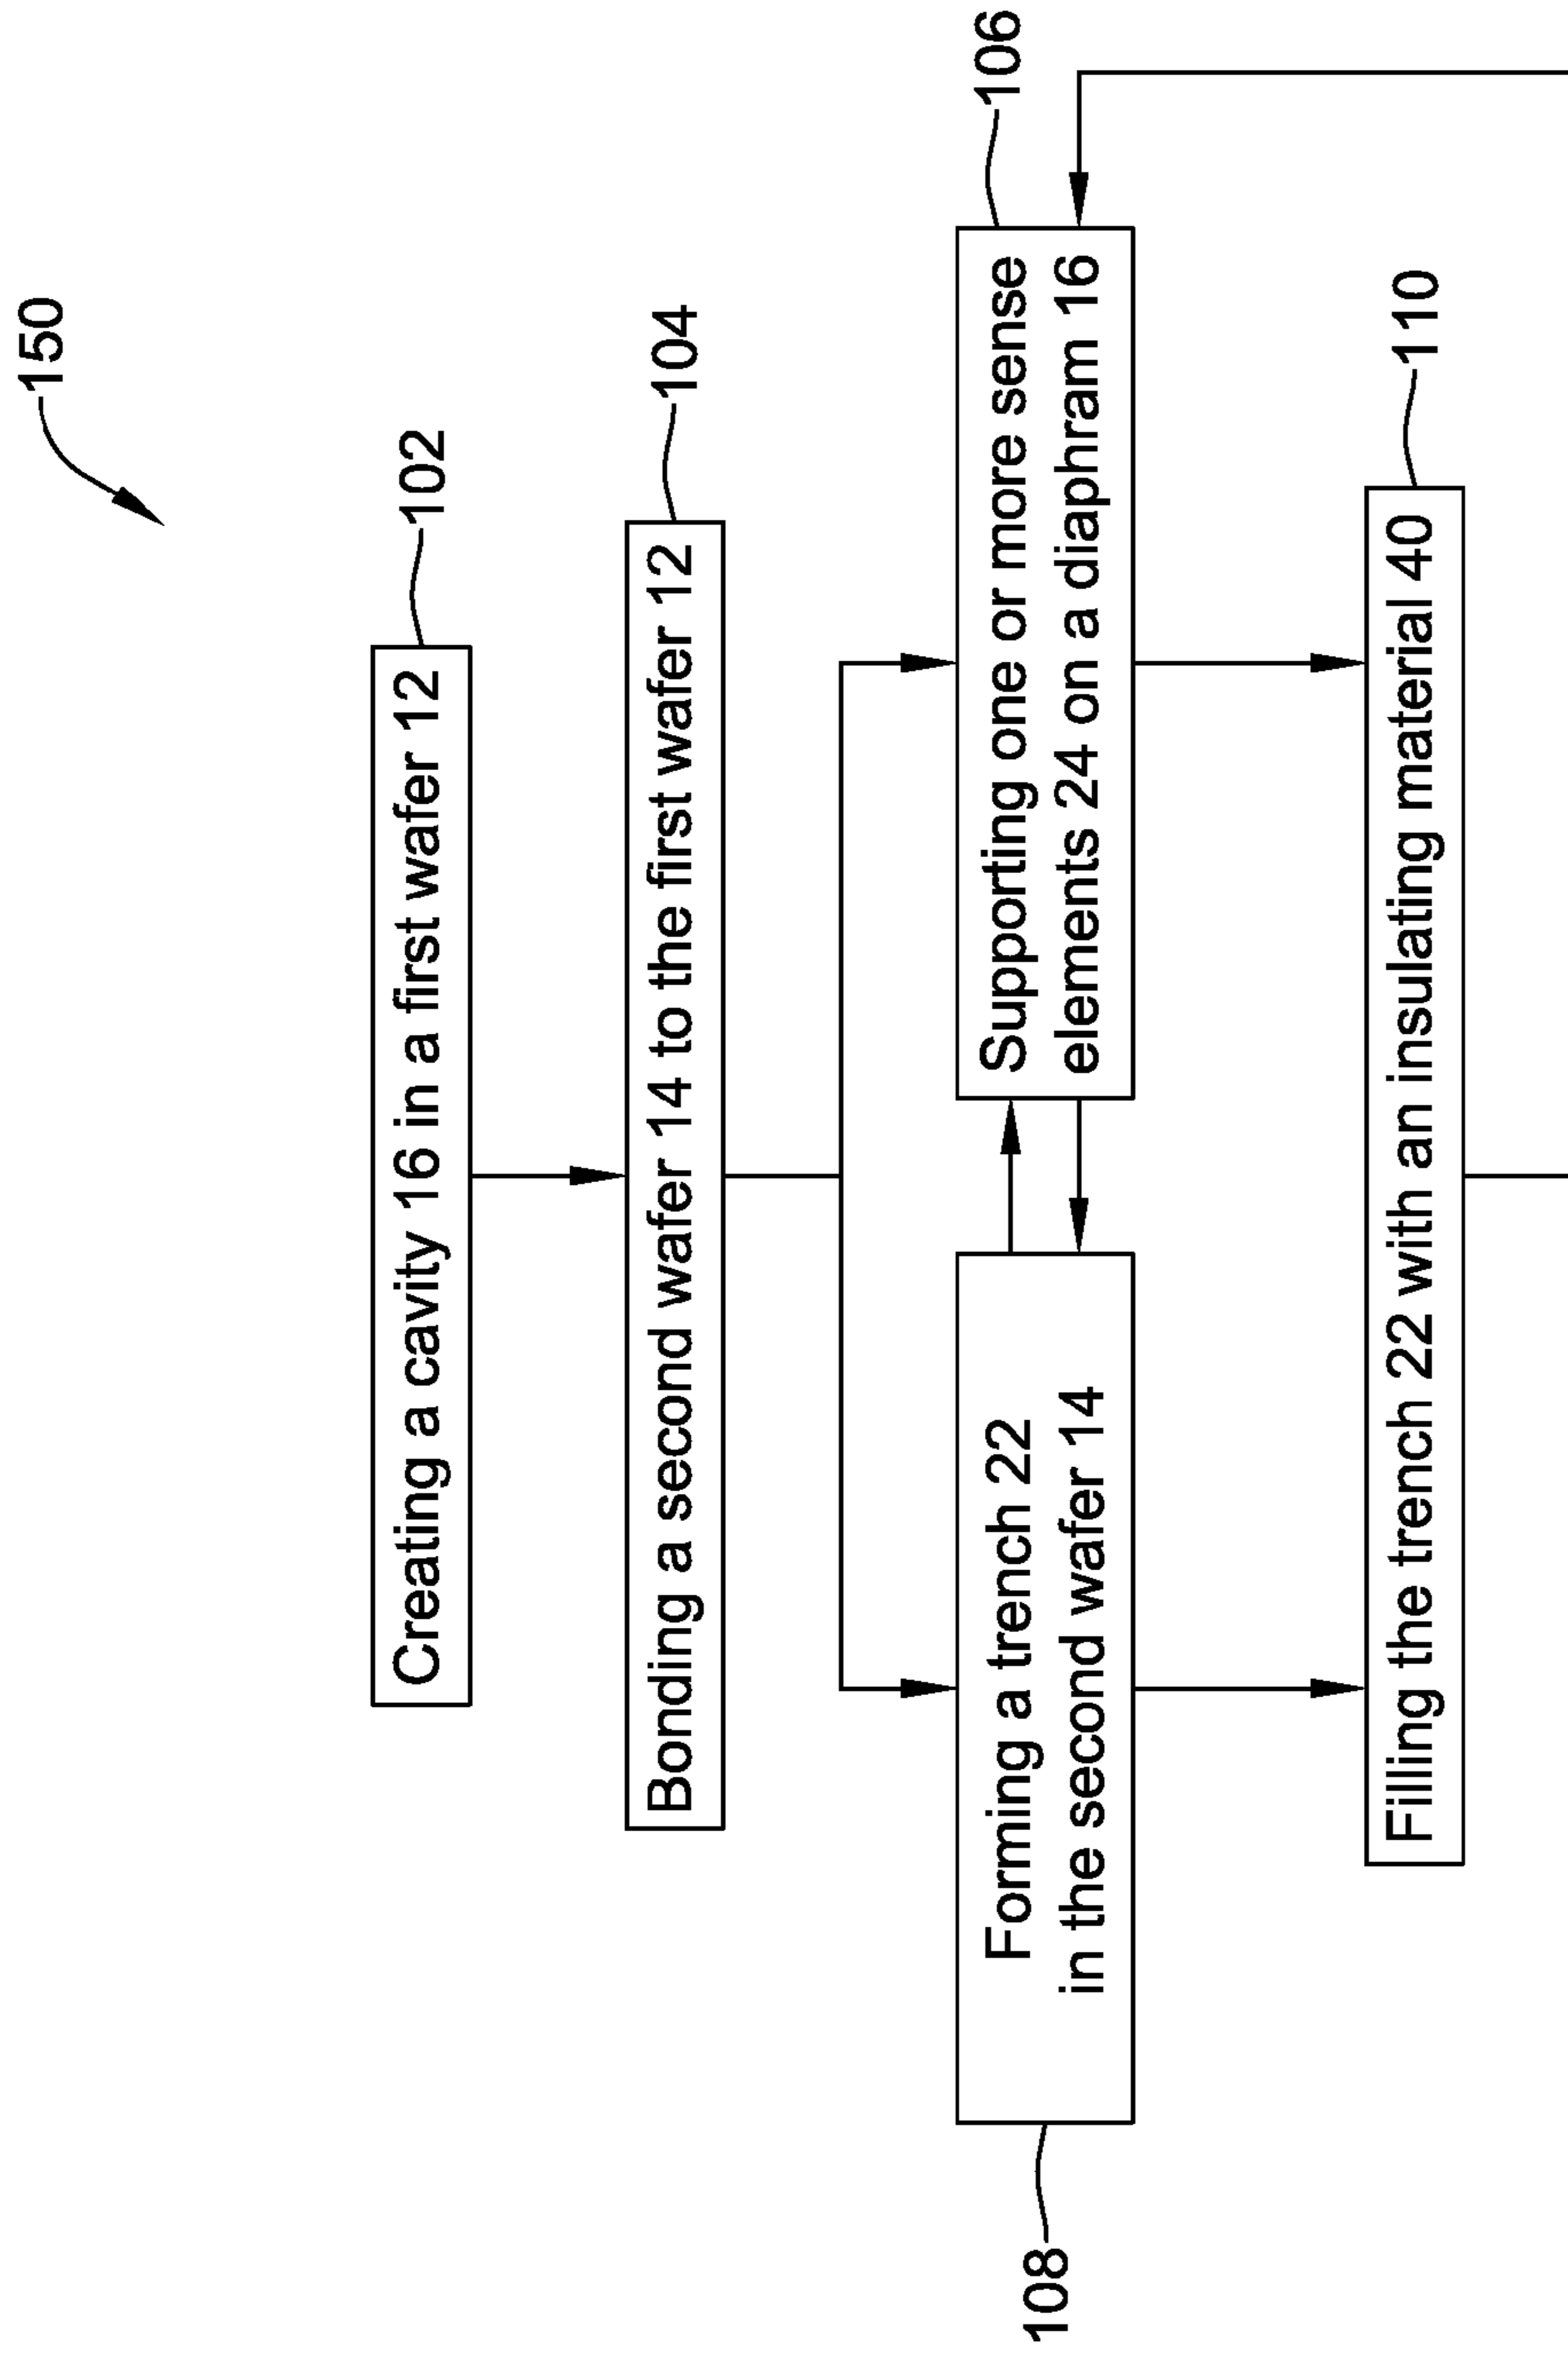 150
Creating a cavity 16 in a first wafer 12
102
Bonding a second wafer 14 to the first wafer 12
104
108
Forming a trench 22
in the second wafer 14
Supporting one or more sense
elements 24 on a diaphram 16
106
Filling the trench 22 with an insulating material 40
110